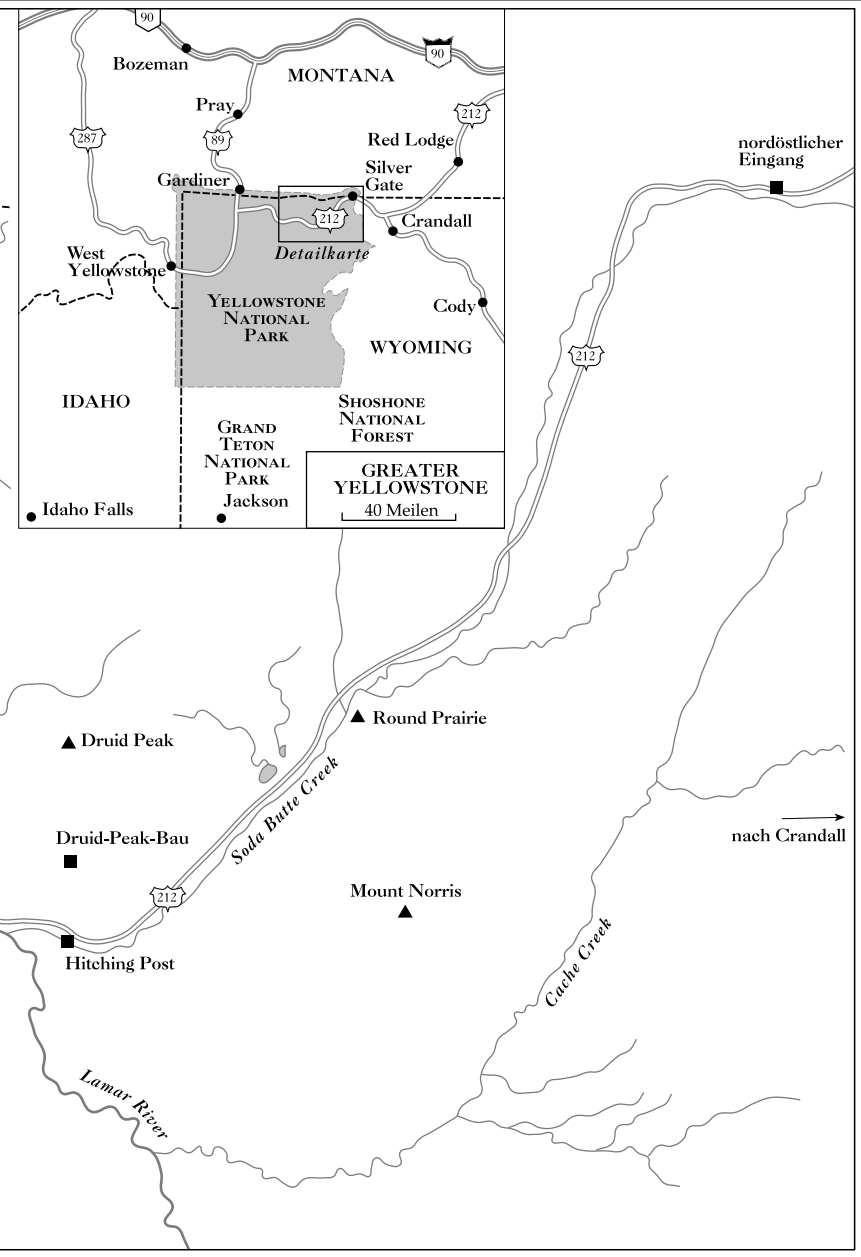 90
Bozeman
MONTANA
90
Pray
212
287
89
Red Lodge
Silver
Gate
Gardiner
212
Crandall
Detailkarte
West
Yellowstone
Yellowstone
National
Park
Cody
WYOMING
IDAHO
Shoshone
National
Forest
Grand
Teton
National
Park
Jackson
Idaho Falls
GREATER
YELLOWSTONE
40 Meilen
nordöstlicher
Eingang
212
Round Prairie
Druid Peak
Soda Butte Creek
Druid-Peak-Bau
nach Crandall
212
Mount Norris
Hitching Post
Cache Creek
Lamar River